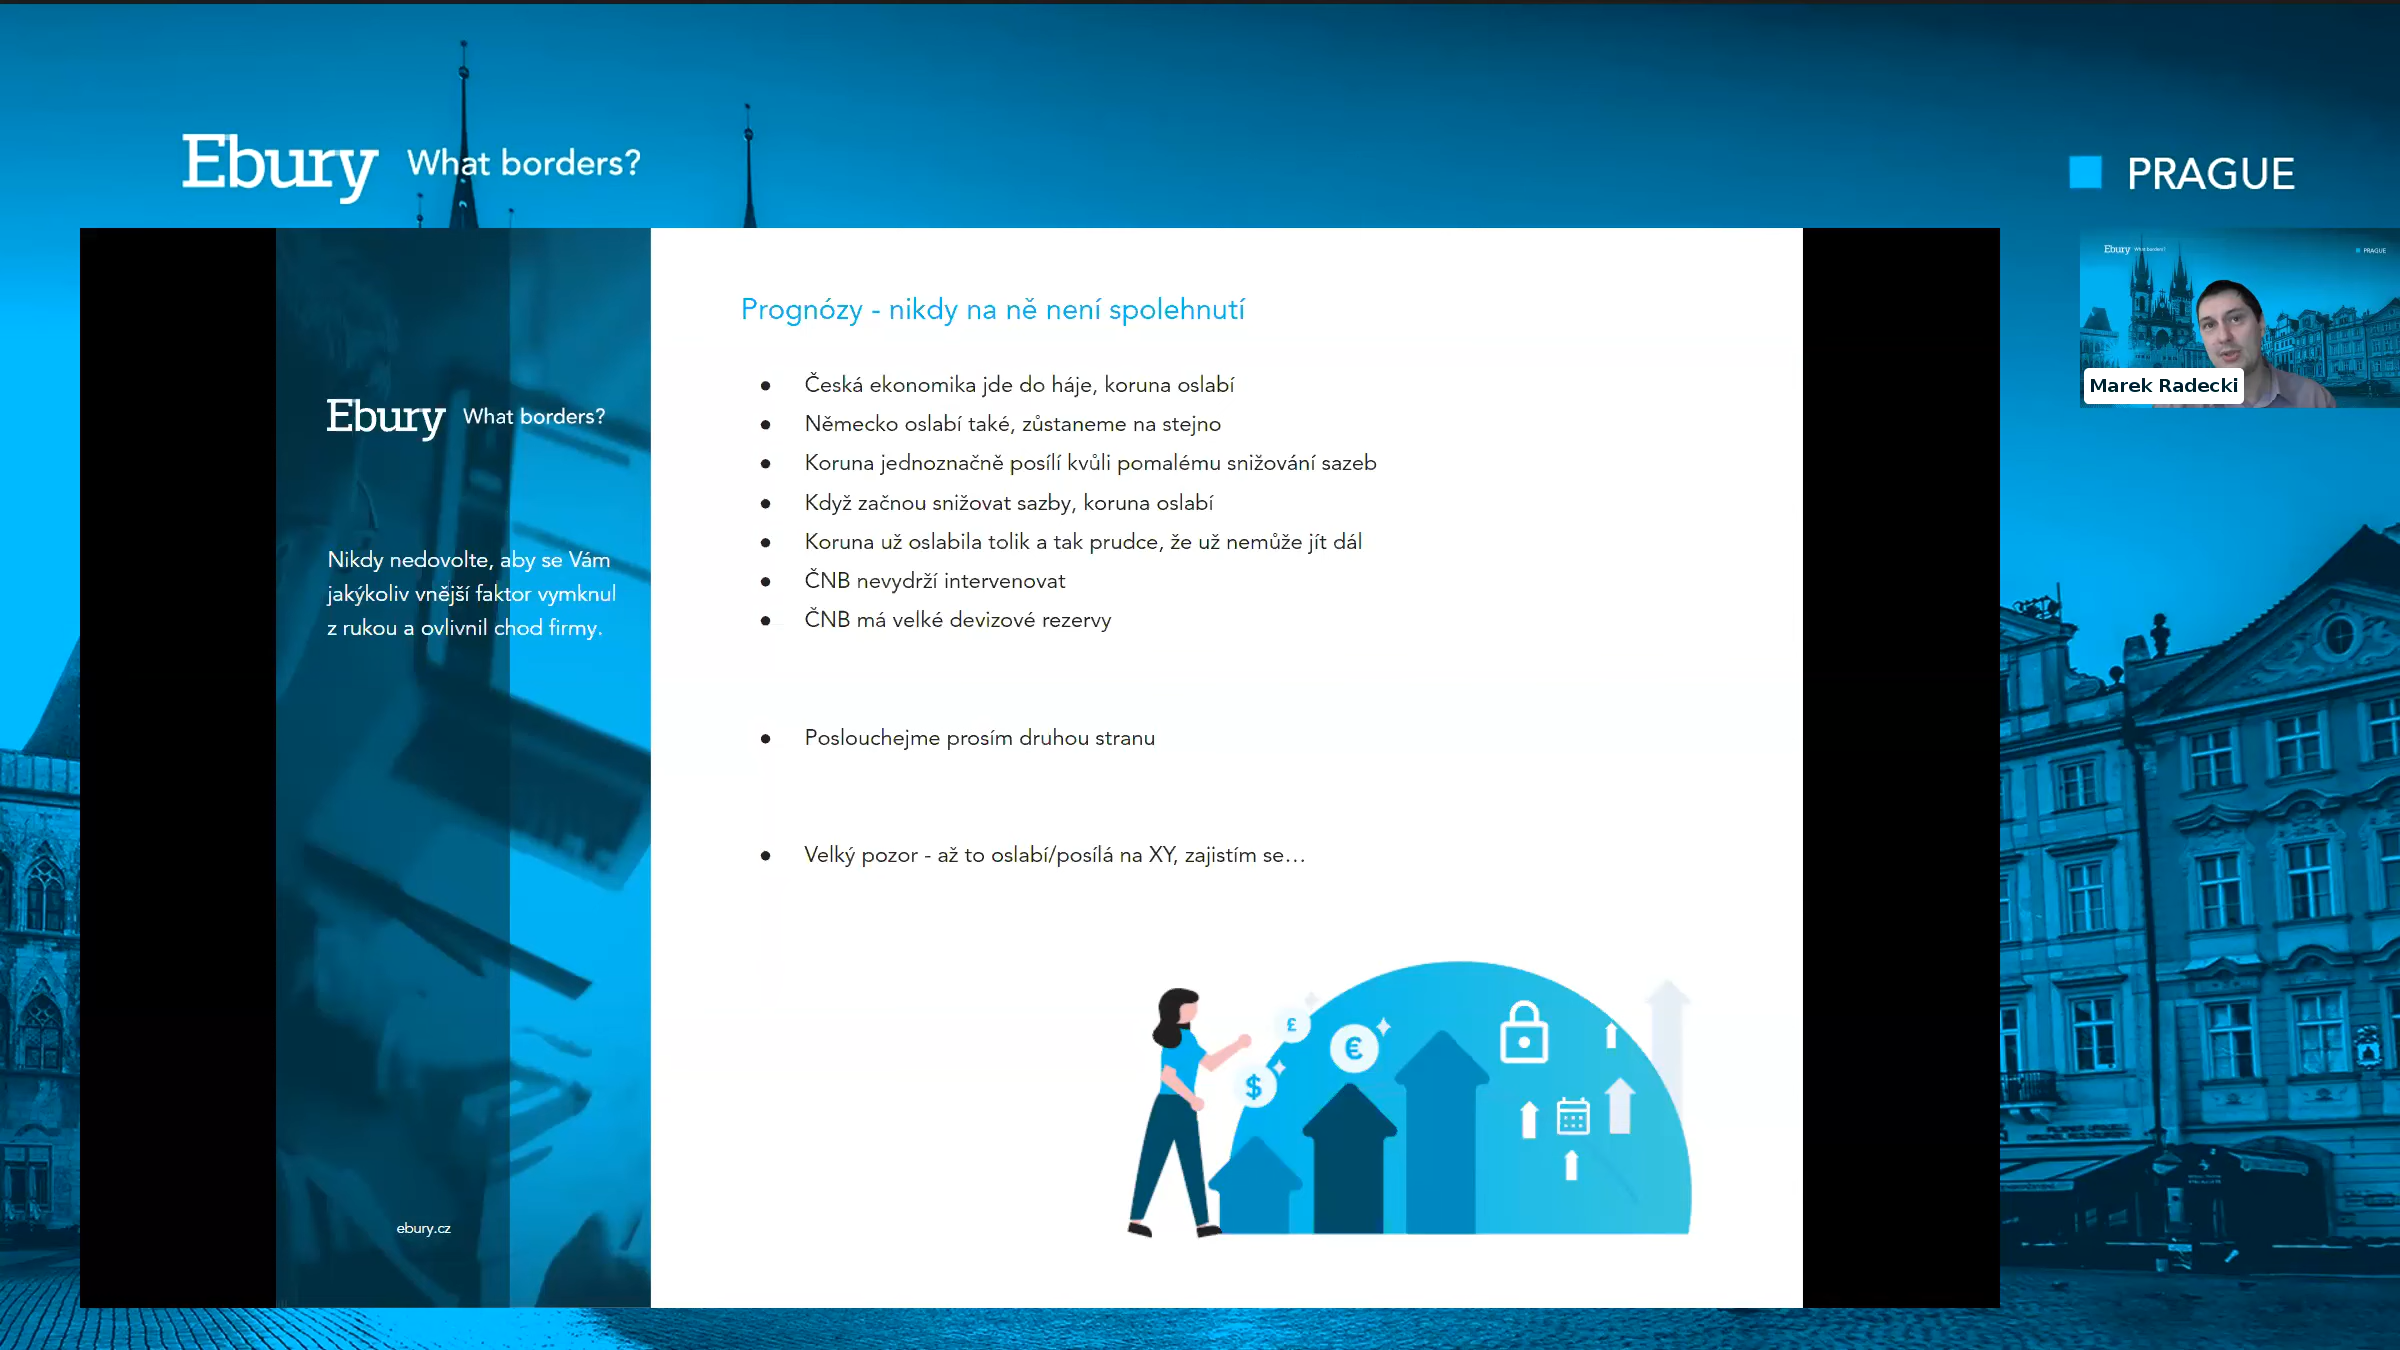 Ebury What borders?
PRAGUE
Ebury What borders?
PRAGUE
Marek Radecki
Ebury What borders?
Nikdy nedovolte, aby se Vám
jakýkoliv vnější faktor vymknul
z rukou a ovlivnil chod firmy.
ebury.cz
Prognózy - nikdy na ně není spolehnutí
● Česká ekonomika jde do háje, koruna oslabí
● Německo oslabí také, zůstaneme na stejno
● Koruna jednoznačně posílí kvůli pomalému snižování sazeb
● Když začnou snižovat sazby, koruna oslabí
● Koruna už oslabila tolik a tak prudce, že už nemůže jít dál
● ČNB nevydrží intervenovat
● ČNB má velké devizové rezervy
● Poslouchejme prosím druhou stranu
● Velký pozor - až to oslabí/posílá na XY, zajistím se…
£
€
$